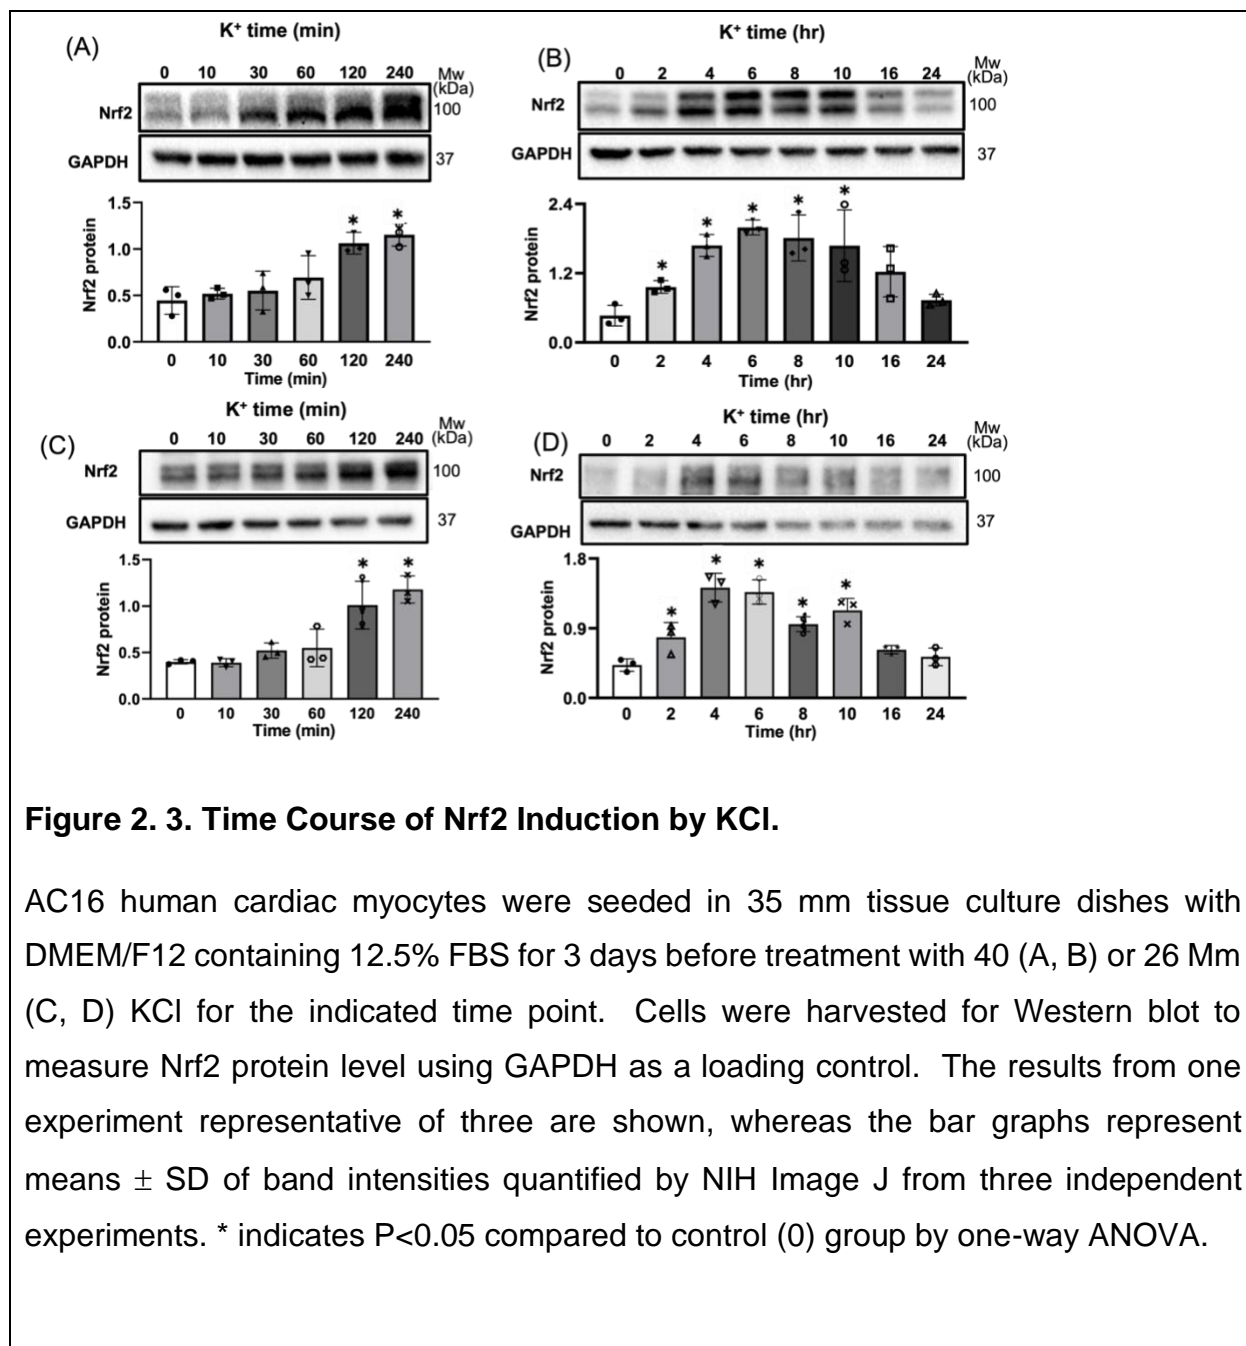 (A)
K⁺ time (min)
0 10 30 60 120 240
Mw
(kDa)
Nrf2
100
GAPDH
37
1.5
1.0
0.5
0.0
Nrf2 protein
* *
0 10 30 60 120 240
Time (min)
(B)
K⁺ time (hr)
0 2 4 6 8 10 16 24
Mw
(kDa)
Nrf2
100
GAPDH
37
2.4
1.2
0.0
Nrf2 protein
* * * * *
0 2 4 6 8 10 16 24
Time (hr)
(C)
K⁺ time (min)
0 10 30 60 120 240
Mw
(kDa)
Nrf2
100
GAPDH
37
1.5
1.0
0.5
0.0
Nrf2 protein
* *
0 10 30 60 120 240
Time (min)
(D)
K⁺ time (hr)
0 2 4 6 8 10 16 24
Mw
(kDa)
Nrf2
100
GAPDH
37
1.8
0.9
0.0
Nrf2 protein
* * * * *
0 2 4 6 8 10 16 24
Time (hr)
Figure 2. 3. Time Course of Nrf2 Induction by KCl.
AC16 human cardiac myocytes were seeded in 35 mm tissue culture dishes with
DMEM/F12 containing 12.5% FBS for 3 days before treatment with 40 (A, B) or 26 Mm
(C, D) KCl for the indicated time point. Cells were harvested for Western blot to
measure Nrf2 protein level using GAPDH as a loading control. The results from one
experiment representative of three are shown, whereas the bar graphs represent
means ± SD of band intensities quantified by NIH Image J from three independent
experiments. * indicates P<0.05 compared to control (0) group by one-way ANOVA.